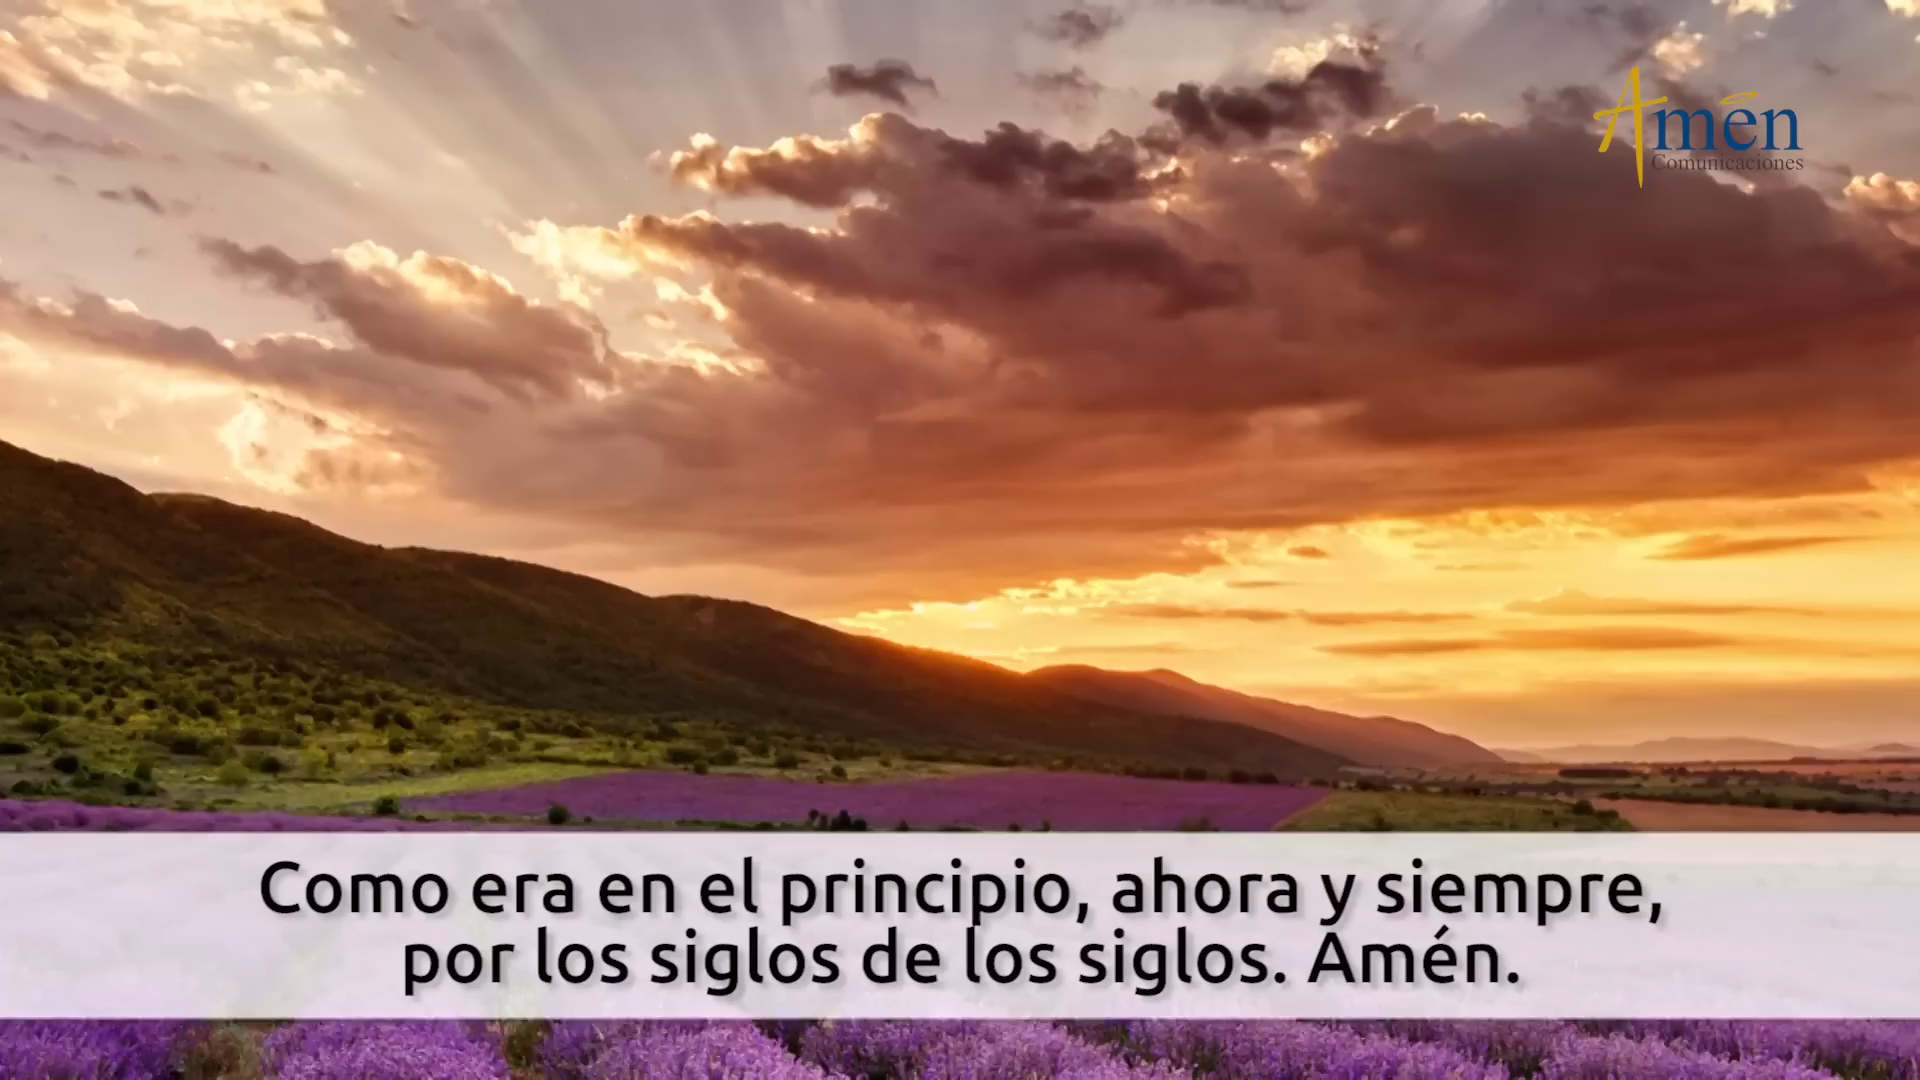 Amén
Comunicaciones
Como era en el principio, ahora y siempre,
por los siglos de los siglos. Amén.